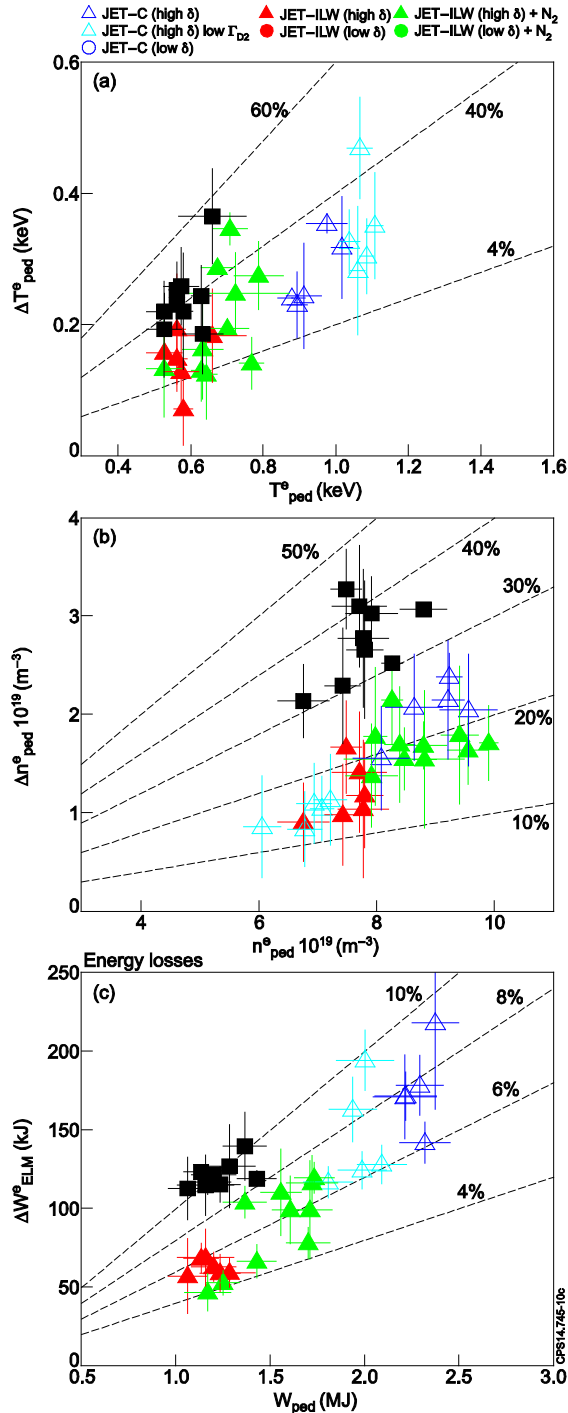 JET-C (high δ) JET-ILW (high δ) JET-ILW (high δ) + N2
JET-C (high δ) low ΓD2 JET-ILW (low δ) JET-ILW (low δ) + N2
JET-C (low δ)
(a)
60%
40%
4%
0.6
0.4
0.2
0
ΔTeped (keV)
0.4 0.6 0.8 1.0 1.2 1.4 1.6
Teped (keV)
(b)
50%
40%
30%
20%
10%
4
3
2
1
0
Δneped 1019 (m-3)
4 6 8 10
neped 1019 (m-3)
Energy losses
(c)
10%
8%
6%
4%
250
200
150
100
50
0
ΔWeELM (kJ)
0.5 1.0 1.5 2.0 2.5 3.0
Wped (MJ)
CPS14.745-10c